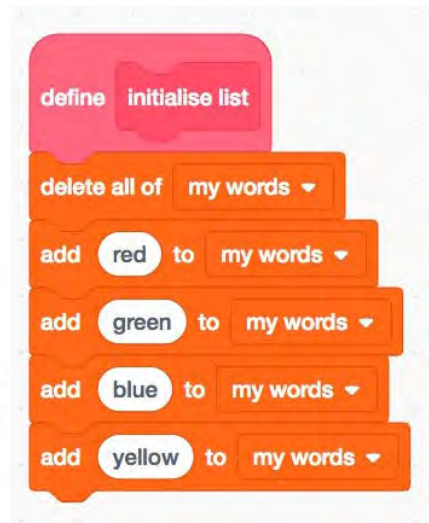 define initialise list
delete all of my words
add red to my words
add green to my words
add blue to my words
add yellow to my words